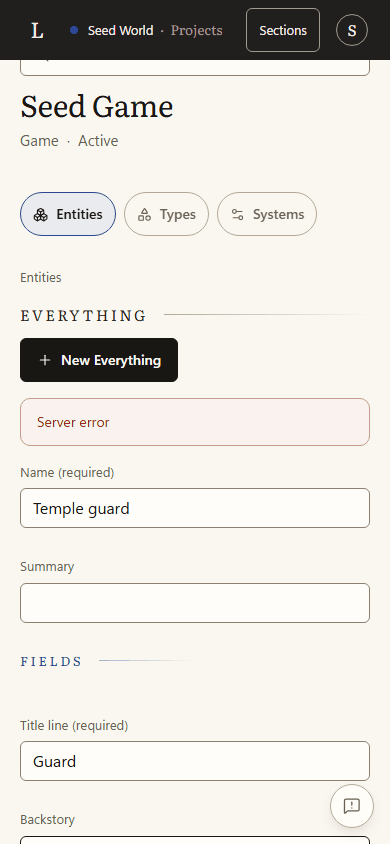 L
Seed World · Projects
Sections
S
Seed Game
Game · Active
Entities
Types
Systems
Entities
EVERYTHING
+ New Everything
Server error
Name (required)
Temple guard
Summary
FIELDS
Title line (required)
Guard
Backstory